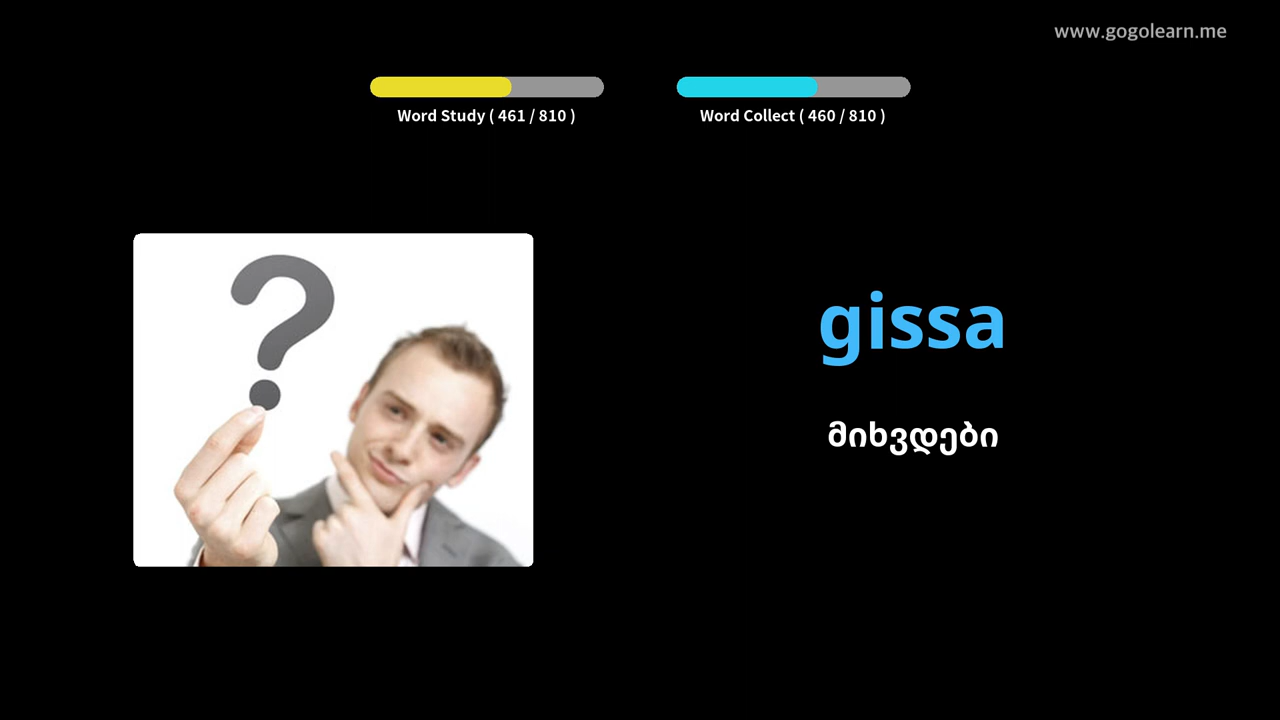 www.gogolearn.me
Word Study ( 461 / 810 )
Word Collect ( 460 / 810 )
?
gissa
მიხვდები